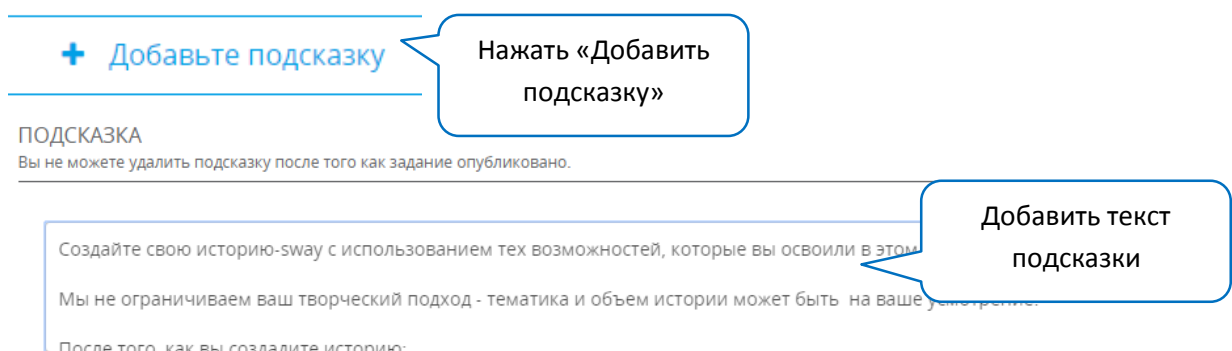 + Добавьте подсказку
Нажать «Добавить
подсказку»
ПОДСКАЗКА
Вы не можете удалить подсказку после того как задание опубликовано.
Добавить текст
подсказки
Создайте свою историю-sway с использованием тех возможностей, которые вы освоили в этом
Мы не ограничиваем ваш творческий подход - тематика и объем истории может быть на ваше усмотрение.
После того, как вы создадите историю: